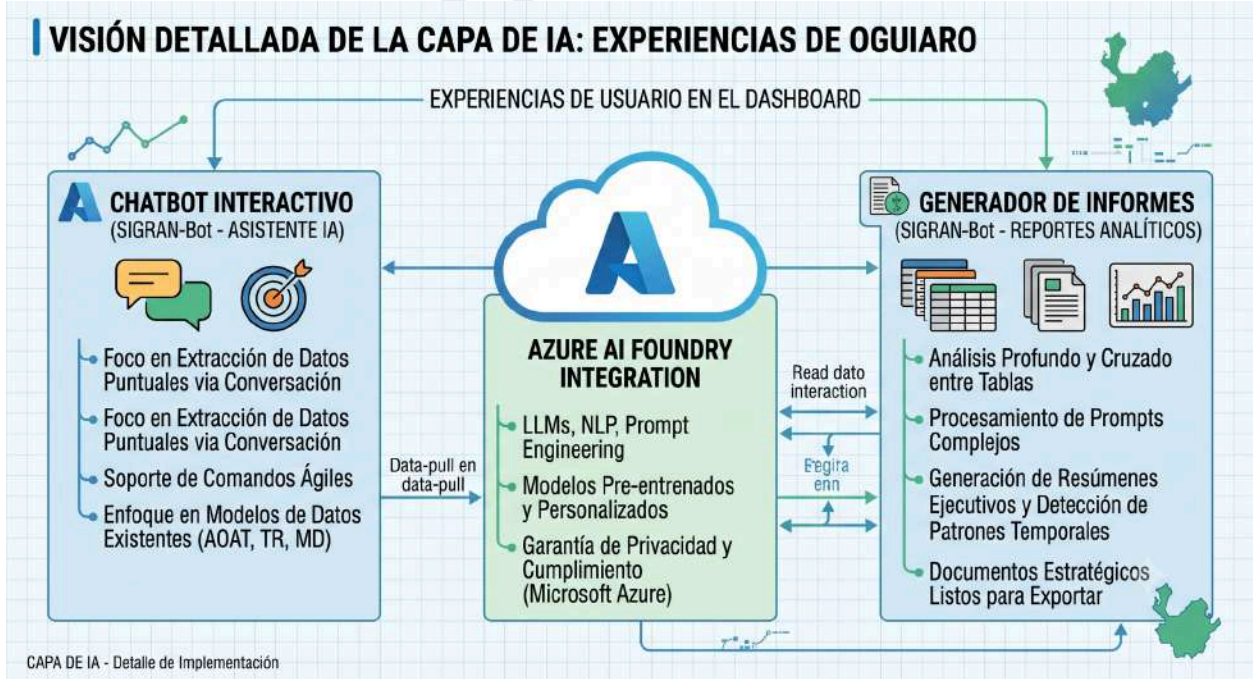 VISIÓN DETALLADA DE LA CAPA DE IA: EXPERIENCIAS DE OGUIARO
EXPERIENCIAS DE USUARIO EN EL DASHBOARD
CHATBOT INTERACTIVO
(SIGRAN-Bot - ASISTENTE IA)
Foco en Extracción de Datos
Puntuales via Conversación
Foco en Extracción de Datos
Puntuales via Conversación
Soporte de Comandos Ágiles
Enfoque en Modelos de Datos
Existentes (AOAT, TR, MD)
Data-pull en
data-pull
AZURE AI FOUNDRY
INTEGRATION
LLMs, NLP, Prompt
Engineering
Modelos Pre-entrenados
y Personalizados
Garantía de Privacidad y
Cumplimiento
(Microsoft Azure)
Read dato
interaction
enn
GENERADOR DE INFORMES
(SIGRAN-Bot - REPORTES ANALÍTICOS)
Análisis Profundo y Cruzado
entre Tablas
Procesamiento de Prompts
Complejos
Generación de Resúmenes
Ejecutivos y Detección de
Patrones Temporales
Documentos Estratégicos
Listos para Exportar
CAPA DE IA - Detalle de Implementación